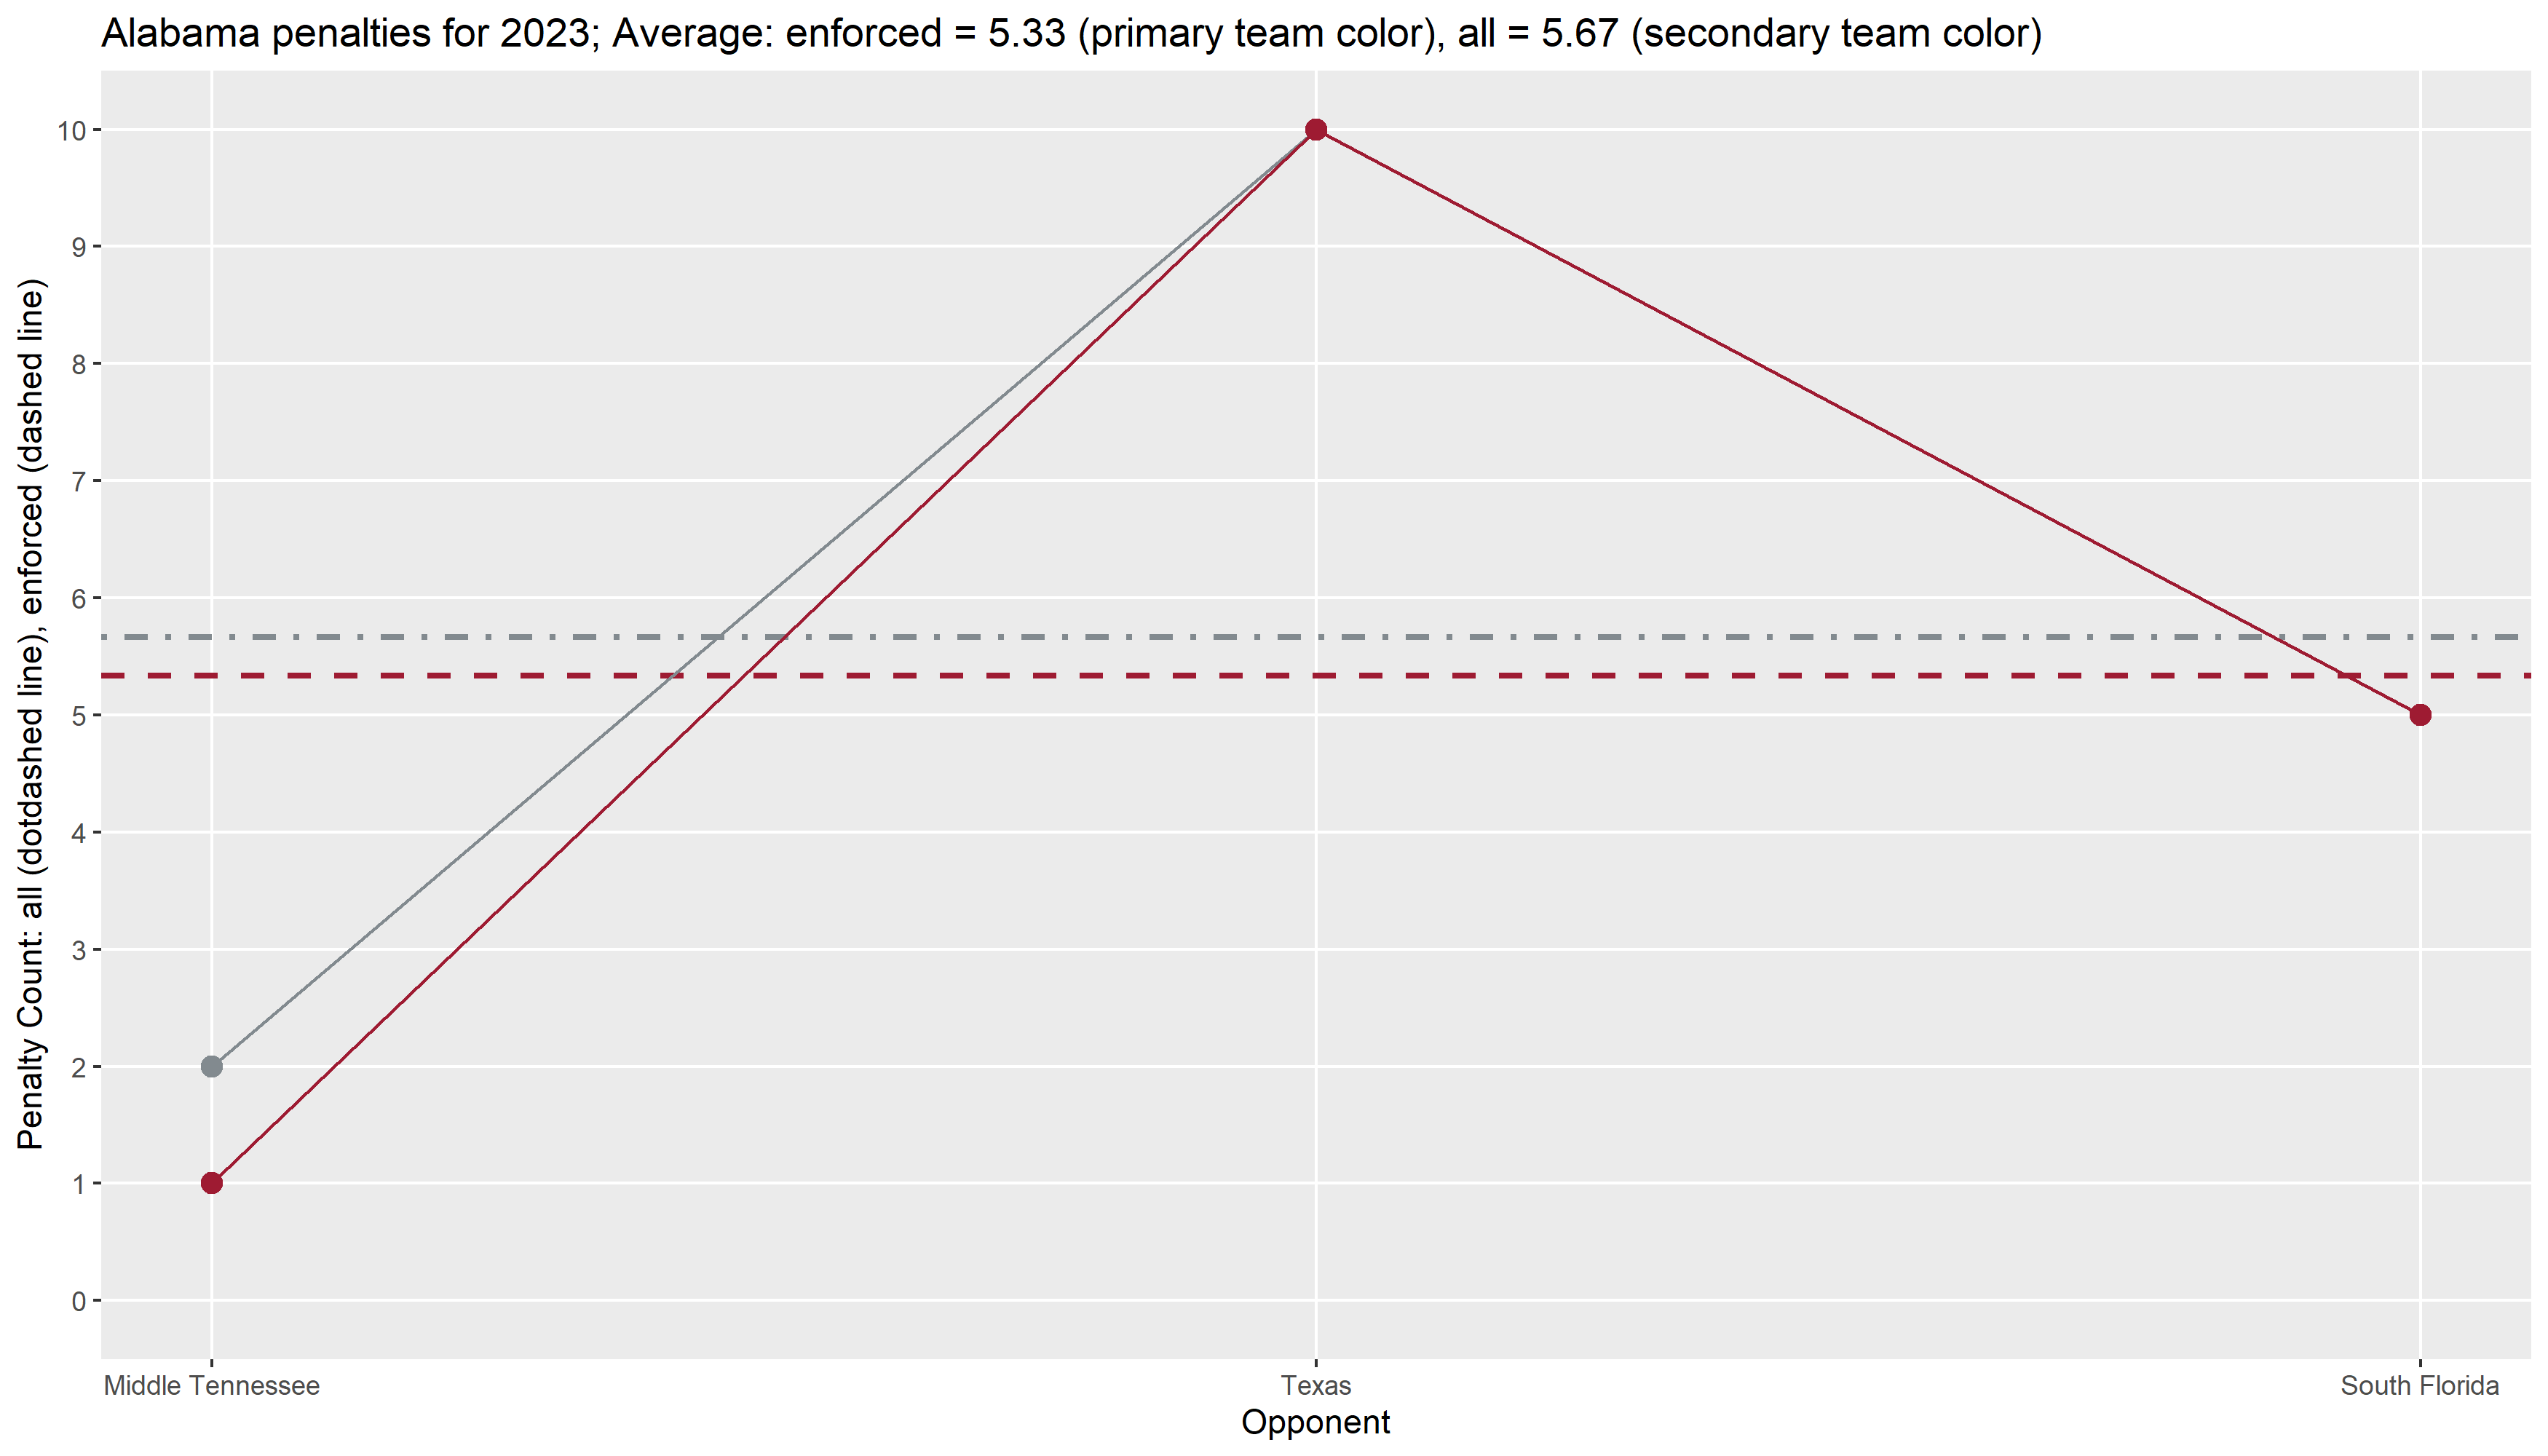 Alabama penalties for 2023; Average: enforced = 5.33 (primary team color), all = 5.67 (secondary team color)
Penalty Count: all (dotdashed line), enforced (dashed line)
10
9
8
7
6
5
4
3
2
1
0
Middle Tennessee
Texas
South Florida
Opponent